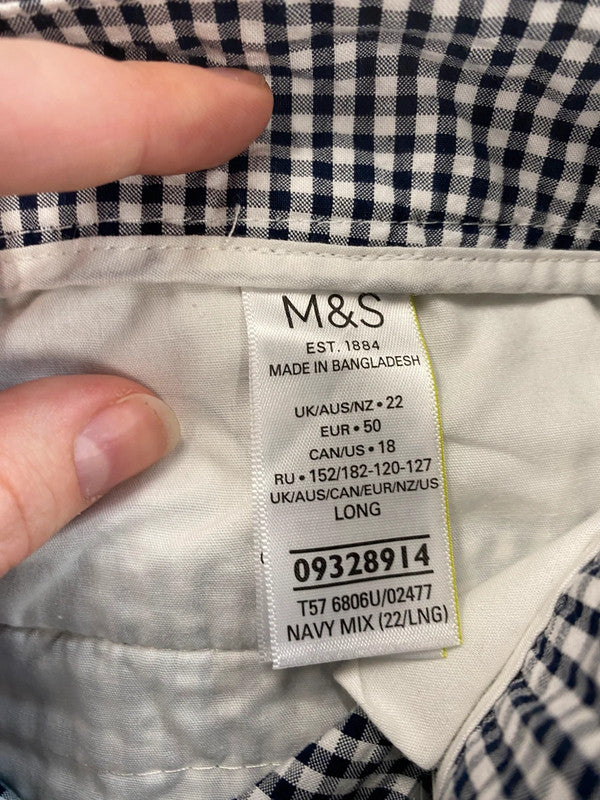 M&S
EST. 1884
MADE IN BANGLADESH
UK/AUS/NZ • 22
EUR • 50
CAN/US • 18
RU • 152/182-120-127
UK/AUS/CAN/EUR/NZ/US
LONG
09328914
T57 6806U/02477
NAVY MIX (22/LNG)